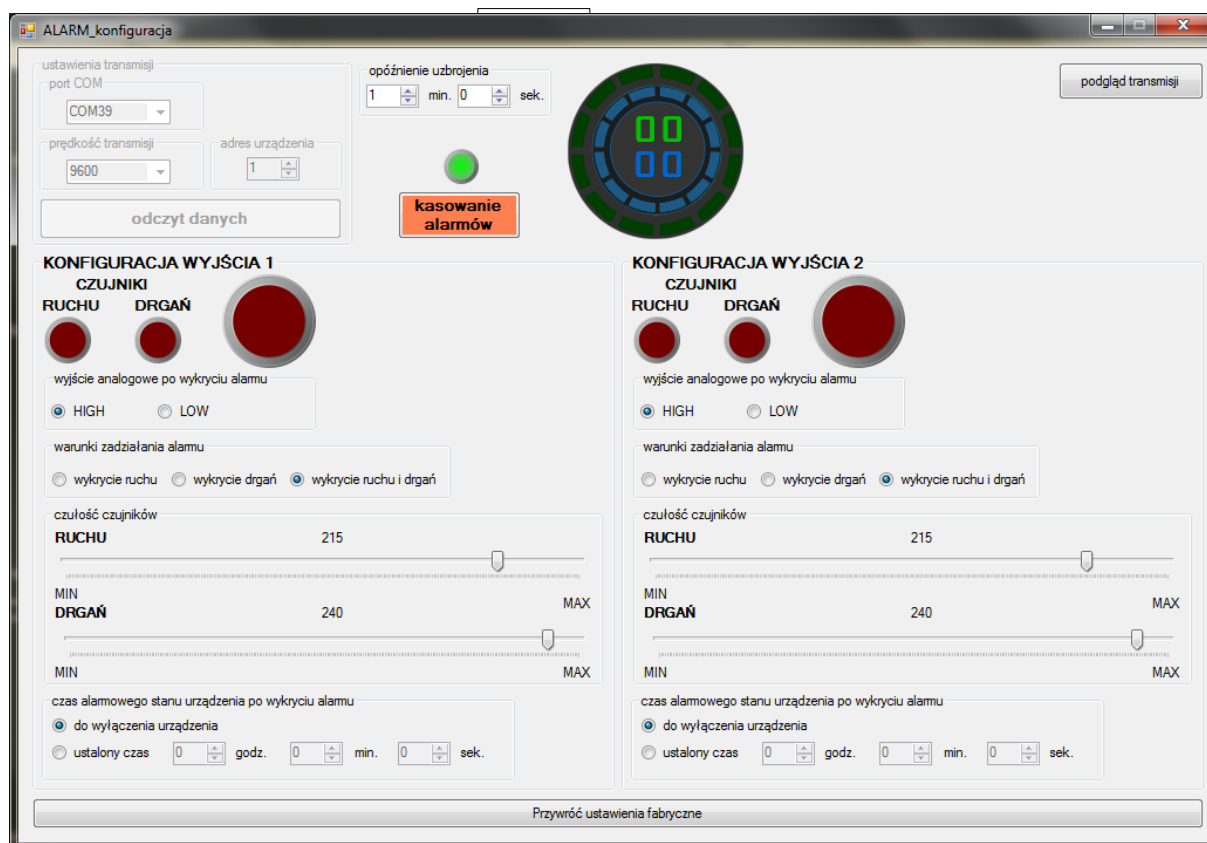 ALARM_konfiguracja
ustawienia transmisji
port COM
COM39
prędkość transmisji
9600
adres urządzenia
1
odczyt danych
opóźnienie uzbrojenia
1 min. 0 sek.
kasowanie
alarmów
00
00
podgląd transmisji
KONFIGURACJA WYJŚCIA 1
CZUJNIKI
RUCHU DRGAŃ
wyjście analogowe po wykryciu alarmu
HIGH LOW
warunki zadziałania alarmu
wykrycie ruchu wykrycie drgań wykrycie ruchu i drgań
czułość czujników
RUCHU 215
MIN MAX
DRGAŃ 240
MIN MAX
czas alarmowego stanu urządzenia po wykryciu alarmu
do wyłączenia urządzenia
ustalony czas 0 godz. 0 min. 0 sek.
KONFIGURACJA WYJŚCIA 2
CZUJNIKI
RUCHU DRGAŃ
wyjście analogowe po wykryciu alarmu
HIGH LOW
warunki zadziałania alarmu
wykrycie ruchu wykrycie drgań wykrycie ruchu i drgań
czułość czujników
RUCHU 215
MIN MAX
DRGAŃ 240
MIN MAX
czas alarmowego stanu urządzenia po wykryciu alarmu
do wyłączenia urządzenia
ustalony czas 0 godz. 0 min. 0 sek.
Przywróć ustawienia fabryczne